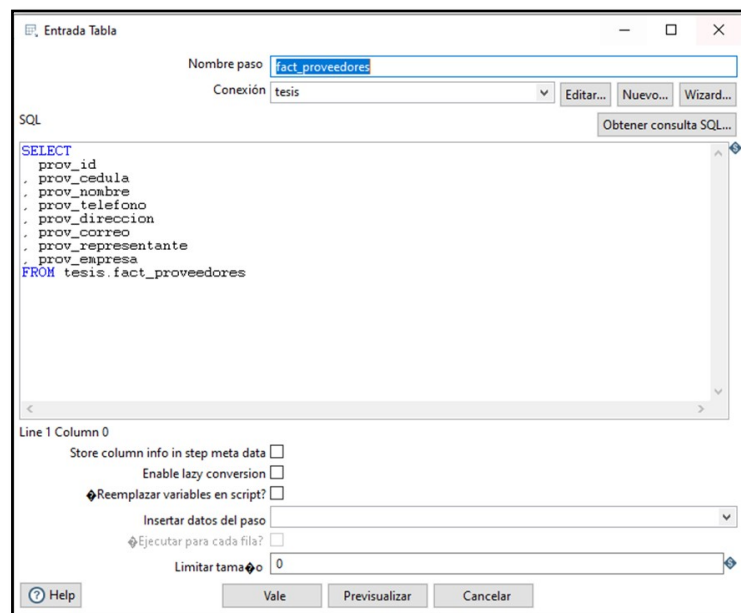 Entrada Tabla
Nombre paso fact_proveedores
Conexión tesis Editar... Nuevo... Wizard...
SQL Obtener consulta SQL...
SELECT
  prov_id
, prov_cedula
, prov_nombre
, prov_telefono
, prov_direccion
, prov_correo
, prov_representante
, prov_empresa
FROM tesis.fact_proveedores
Line 1 Column 0
Store column info in step meta data
Enable lazy conversion
�Reemplazar variables en script?
Insertar datos del paso
�Ejecutar para cada fila?
Limitar tama�o 0
Help Vale Previsualizar Cancelar